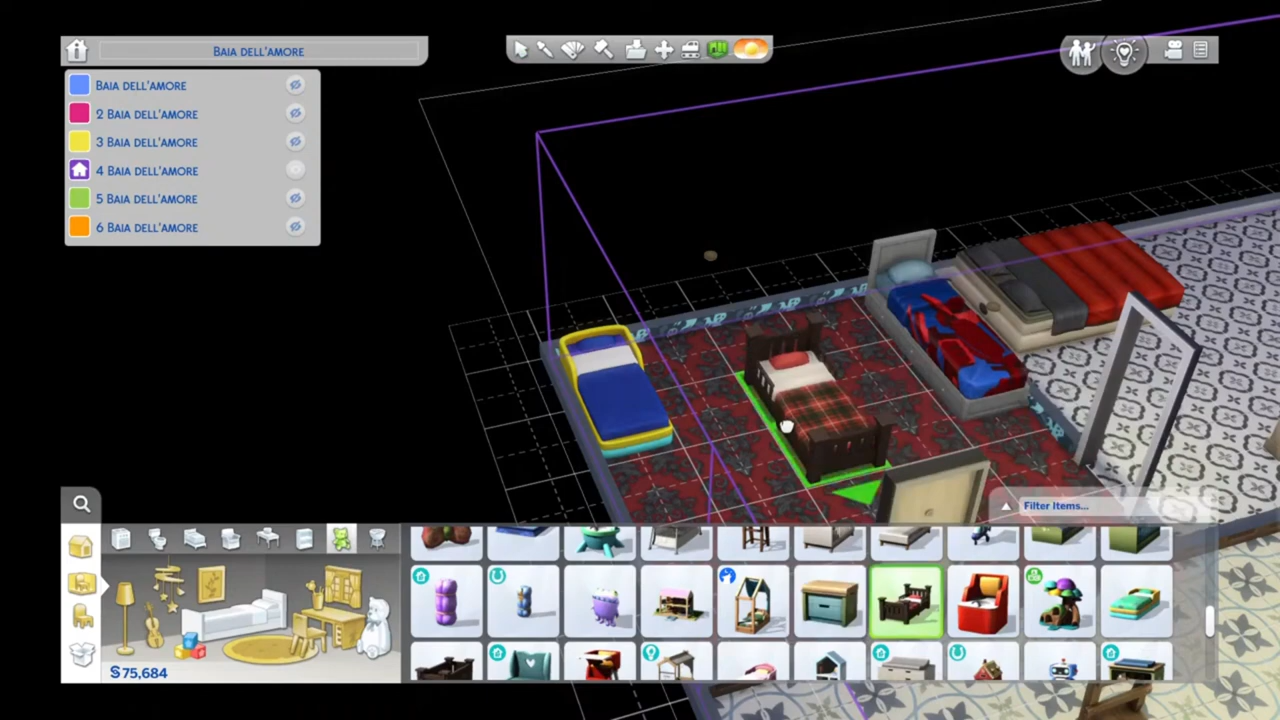 BAIA DELL'AMORE
BAIA DELL'AMORE
2 BAIA DELL'AMORE
3 BAIA DELL'AMORE
4 BAIA DELL'AMORE
5 BAIA DELL'AMORE
6 BAIA DELL'AMORE
Filter Items...
§75,684